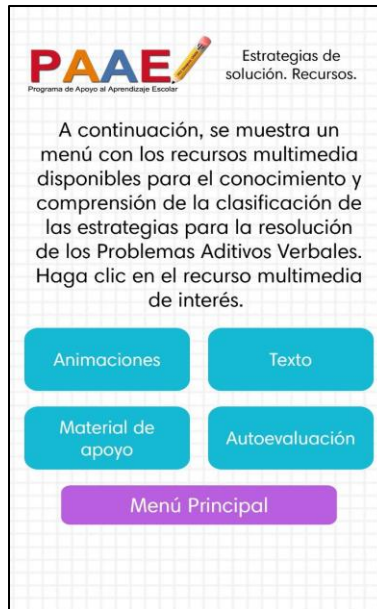 PAAE
Programa de Apoyo al Aprendizaje Escolar
Estrategias de
solución. Recursos.
A continuación, se muestra un
menú con los recursos multimedia
disponibles para el conocimiento y
comprensión de la clasificación de
las estrategias para la resolución
de los Problemas Aditivos Verbales.
Haga clic en el recurso multimedia
de interés.
Animaciones
Texto
Material de
apoyo
Autoevaluación
Menú Principal